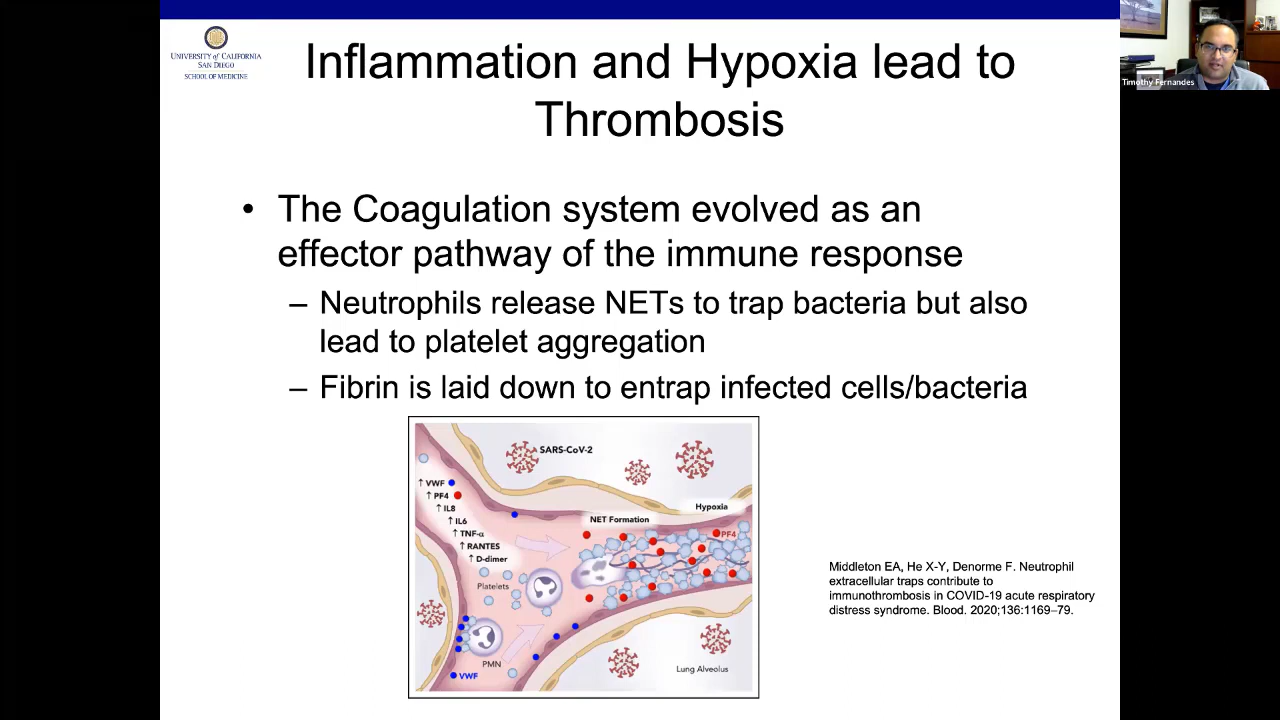 UNIVERSITY of CALIFORNIA
SAN DIEGO
SCHOOL OF MEDICINE
Inflammation and Hypoxia lead to
Thrombosis
• The Coagulation system evolved as an
effector pathway of the immune response
– Neutrophils release NETs to trap bacteria but also
lead to platelet aggregation
– Fibrin is laid down to entrap infected cells/bacteria
SARS-CoV-2
↑ VWF
↑ PF4
↑ IL8
↑ IL6
↑ TNF-α
↑ RANTES
↑ D-dimer
NET Formation
Hypoxia
PF4
Platelets
PMN
VWF
Lung Alveolus
Middleton EA, He X-Y, Denorme F. Neutrophil
extracellular traps contribute to
immunothrombosis in COVID-19 acute respiratory
distress syndrome. Blood. 2020;136:1169–79.
Timothy Fernandes